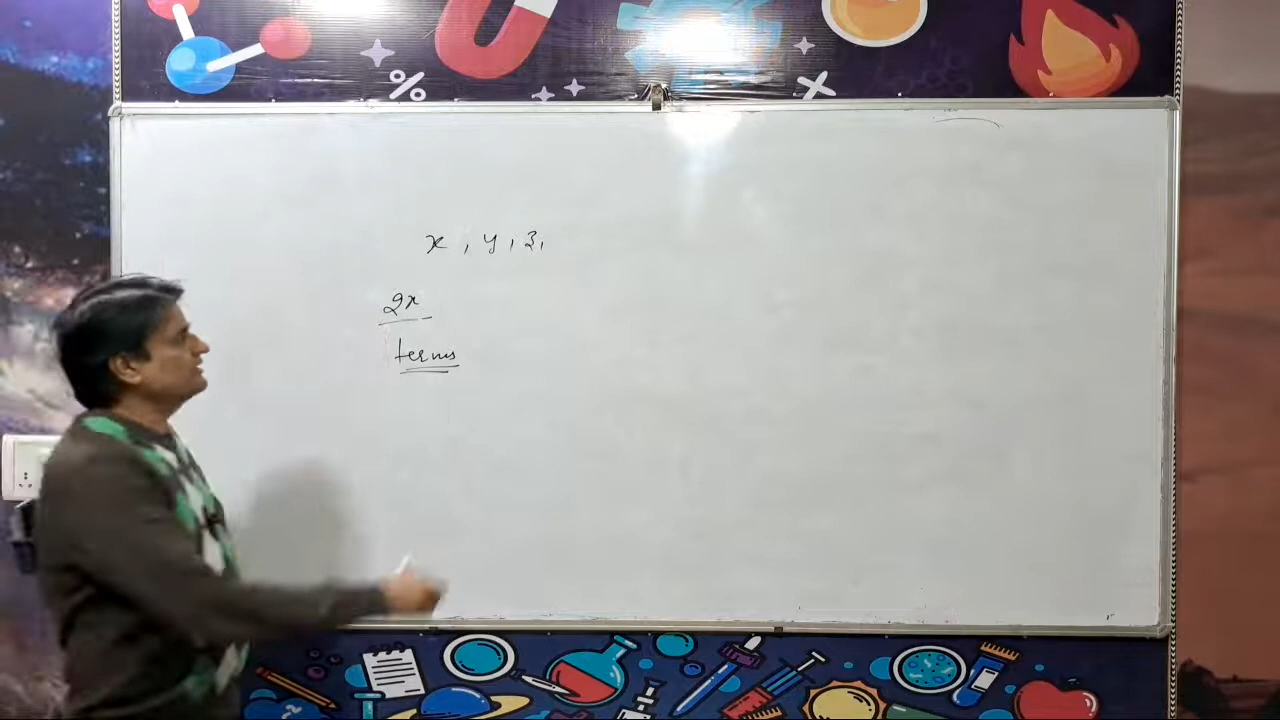 x , y , z,
2x
terms
%